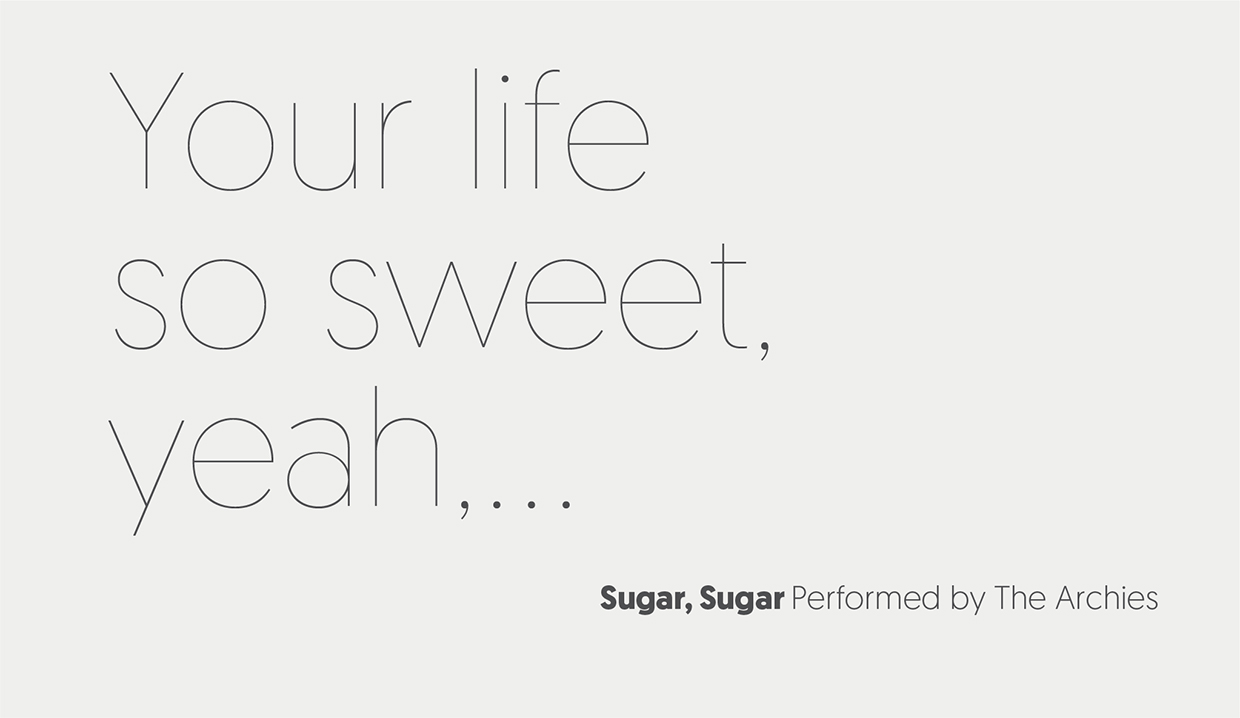 Your life
so sweet,
yeah,...
Sugar, Sugar Performed by The Archies